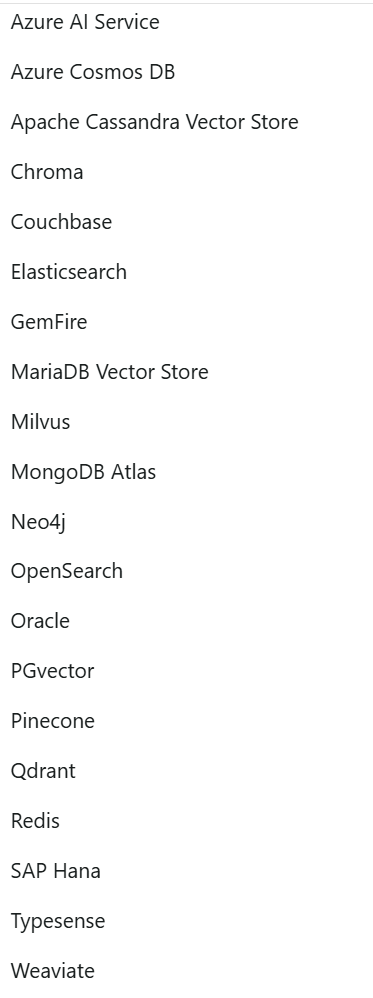 Azure AI Service
Azure Cosmos DB
Apache Cassandra Vector Store
Chroma
Couchbase
Elasticsearch
GemFire
MariaDB Vector Store
Milvus
MongoDB Atlas
Neo4j
OpenSearch
Oracle
PGvector
Pinecone
Qdrant
Redis
SAP Hana
Typesense
Weaviate